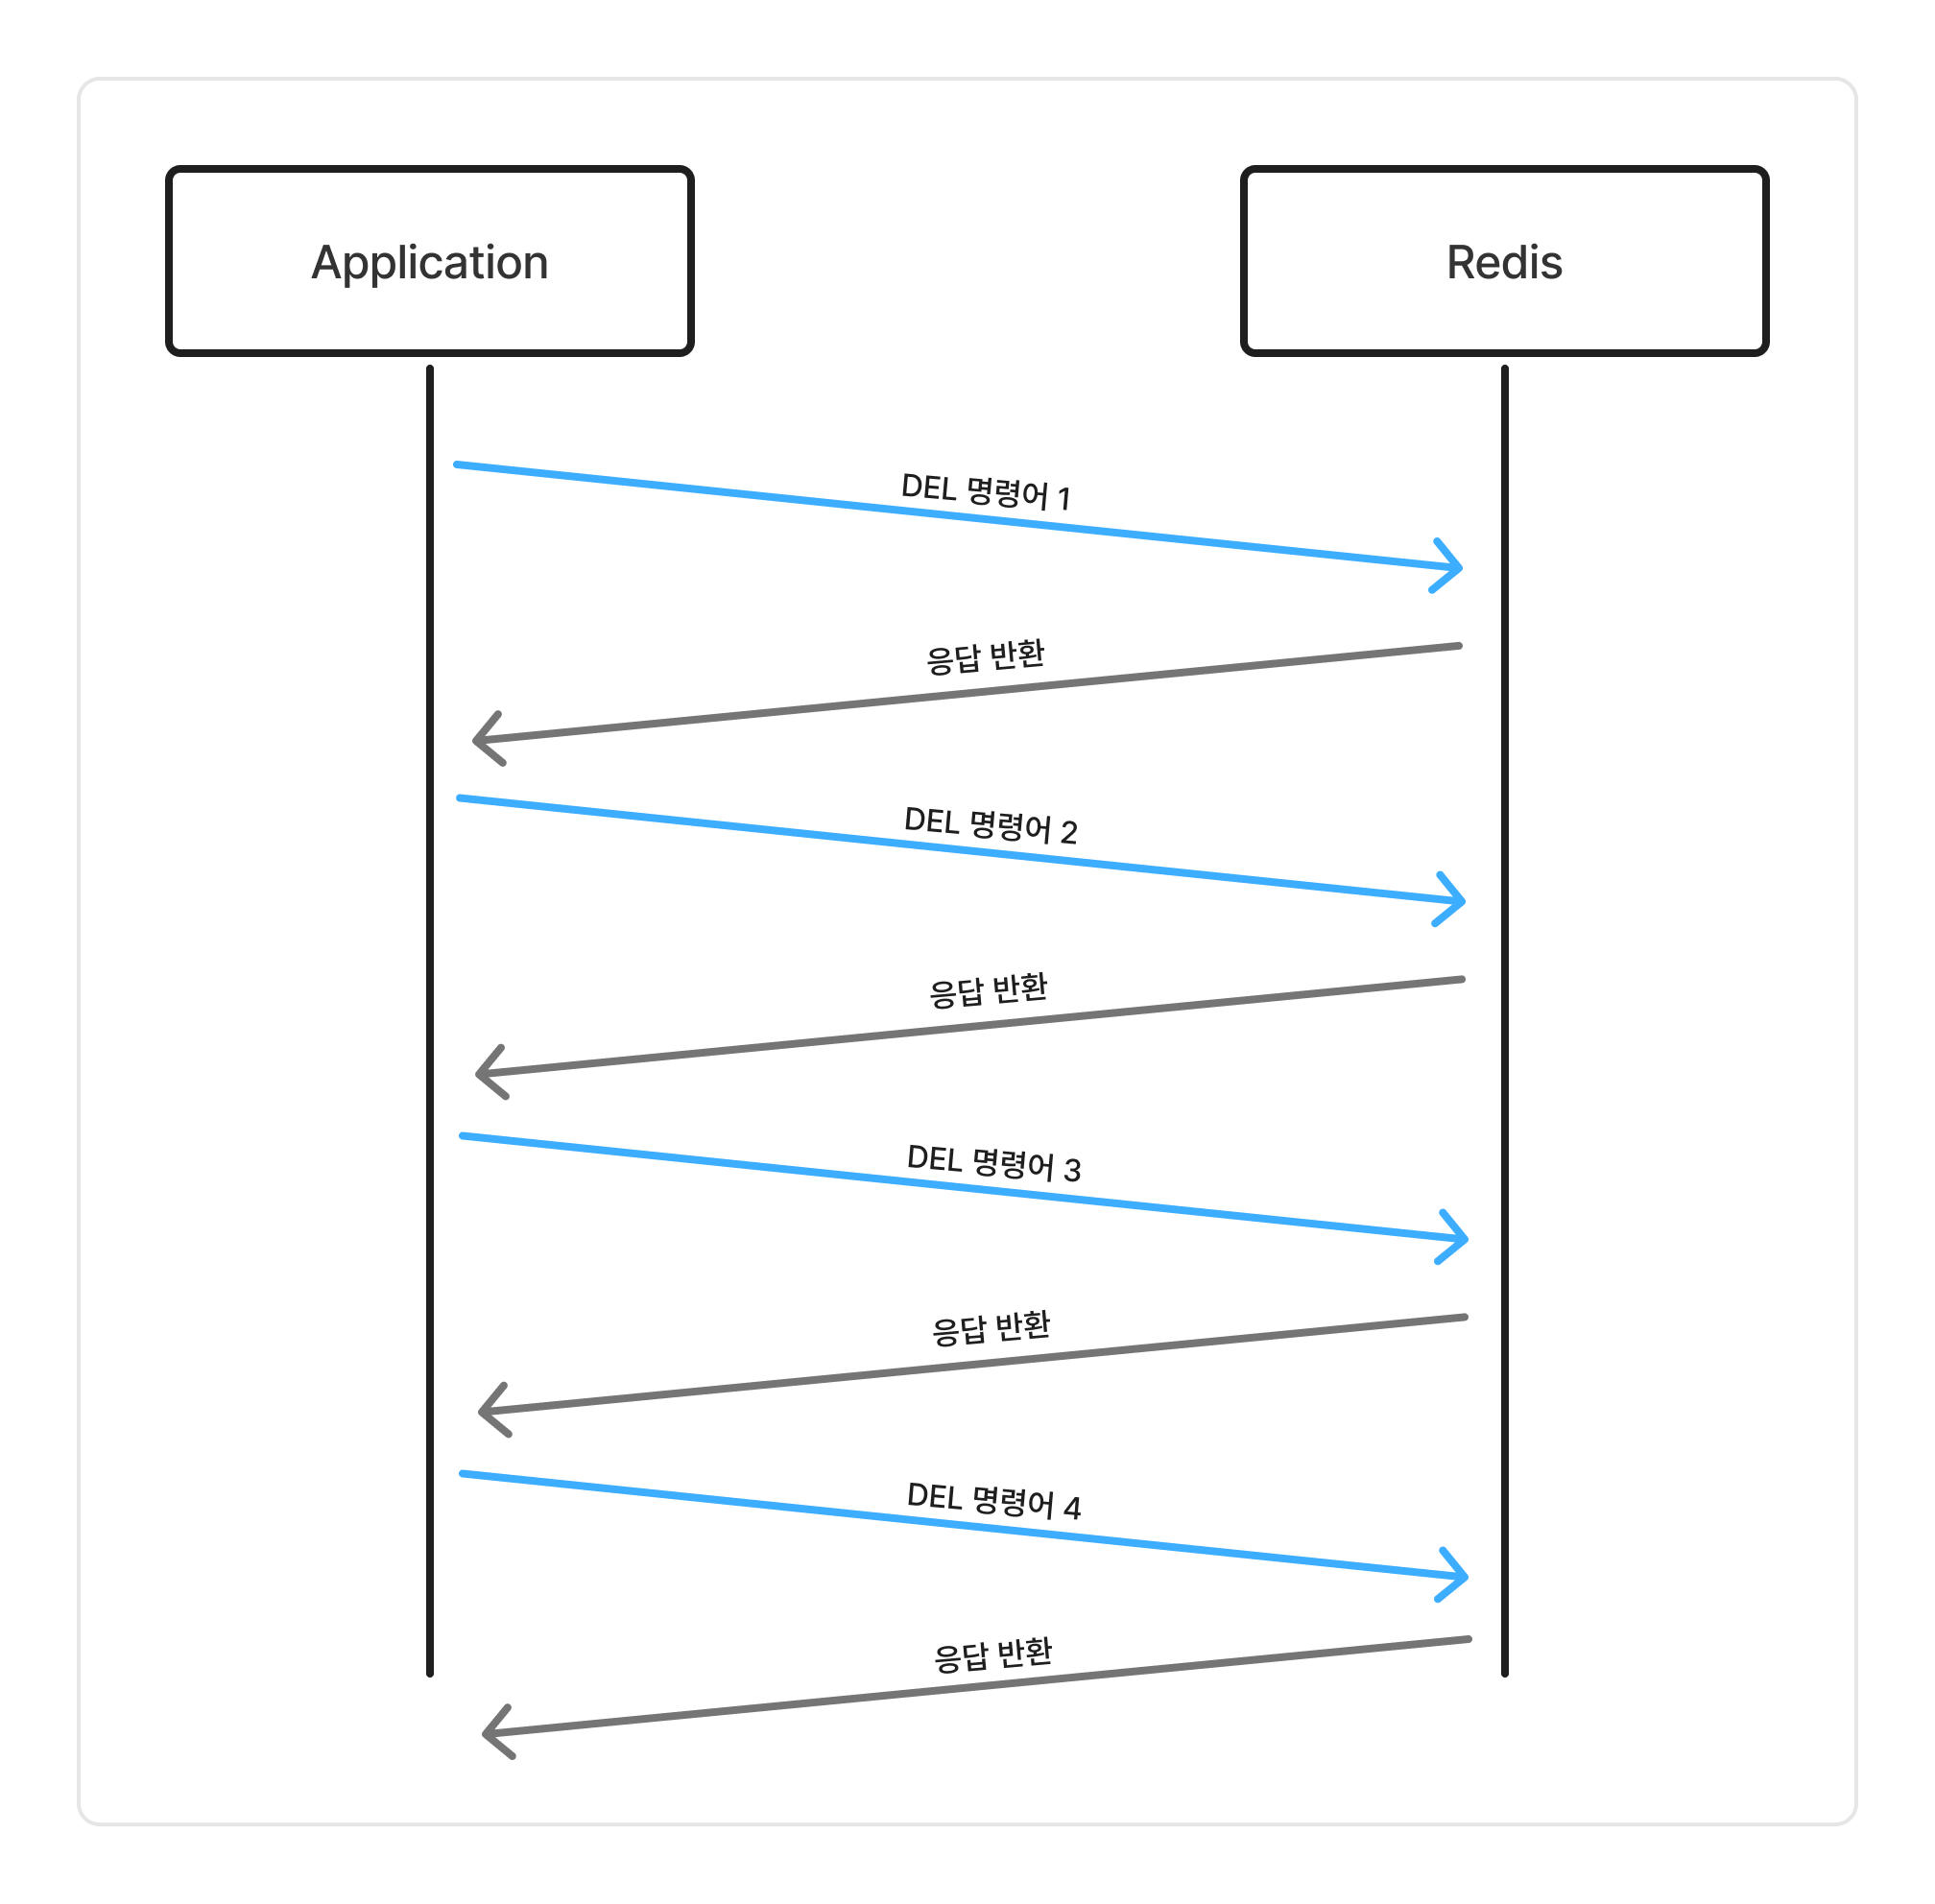 Application
Redis
DEL 명령어 1
응답 반환
DEL 명령어 2
응답 반환
DEL 명령어 3
응답 반환
DEL 명령어 4
응답 반환